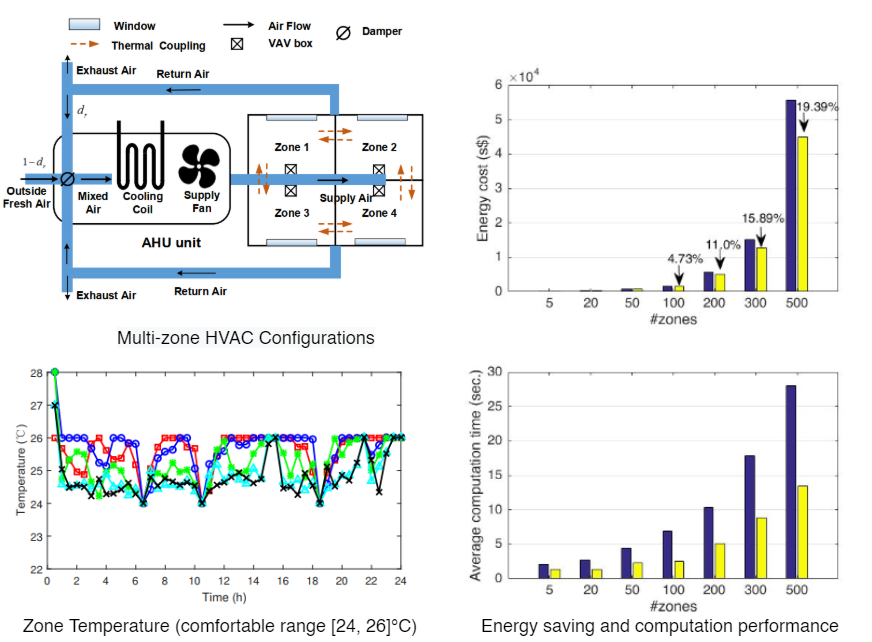 Window
Air Flow
Damper
Thermal Coupling
VAV box
Exhaust Air
Return Air
d_r
Zone 1
Zone 2
1-d_r
Outside
Fresh Air
Mixed
Air
Cooling
Coil
Supply
Fan
Supply Air
Zone 3
Zone 4
AHU unit
Exhaust Air
Return Air
Multi-zone HVAC Configurations
×10⁴
6
5
4
3
2
1
0
Energy cost (s$)
4.73%
11.0%
15.89%
19.39%
5 20 50 100 200 300 500
#zones
28
27
26
25
24
23
22
Temperature (℃)
0 2 4 6 8 10 12 14 16 18 20 22 24
Time (h)
Zone Temperature (comfortable range [24, 26]°C)
30
25
20
15
10
5
0
Average computation time (sec.)
5 20 50 100 200 300 500
#zones
Energy saving and computation performance